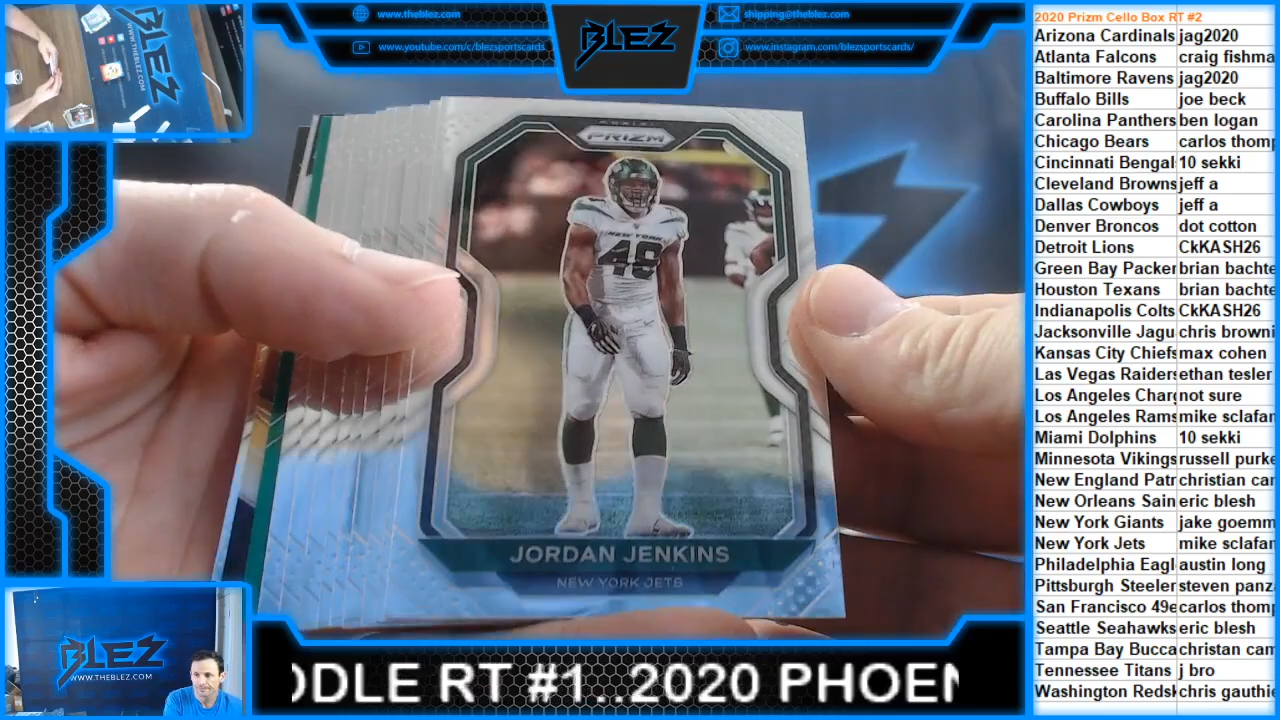 BLEZ
WWW.THEBLEZ.COM
www.theblez.com
www.youtube.com/c/blezsportscards
BLEZ
shipping@theblez.com
www.instagram.com/blezsportscards/
PRIZM
NEW YORK
48
JORDAN JENKINS
NEW YORK JETS
BLEZ
WWW.THEBLEZ.COM
ODLE RT #1...2020 PHOEN
2020 Prizm Cello Box RT #2
Arizona Cardinals jag2020
Atlanta Falcons craig fishma
Baltimore Ravens jag2020
Buffalo Bills joe beck
Carolina Panthers ben logan
Chicago Bears carlos thomp
Cincinnati Bengal 10 sekki
Cleveland Browns jeff a
Dallas Cowboys jeff a
Denver Broncos dot cotton
Detroit Lions CkKASH26
Green Bay Packer brian bachte
Houston Texans brian bachte
Indianapolis Colts CkKASH26
Jacksonville Jagu chris browni
Kansas City Chiefs max cohen
Las Vegas Raiders ethan tesler
Los Angeles Charg not sure
Los Angeles Rams mike sclafan
Miami Dolphins 10 sekki
Minnesota Vikings russell purke
New England Patr christian car
New Orleans Sain eric blesh
New York Giants jake goemm
New York Jets mike sclafan
Philadelphia Eagl austin long
Pittsburgh Steeler steven panz
San Francisco 49e carlos thomp
Seattle Seahawks eric blesh
Tampa Bay Bucca christan cam
Tennessee Titans j bro
Washington Redsk chris gauthie